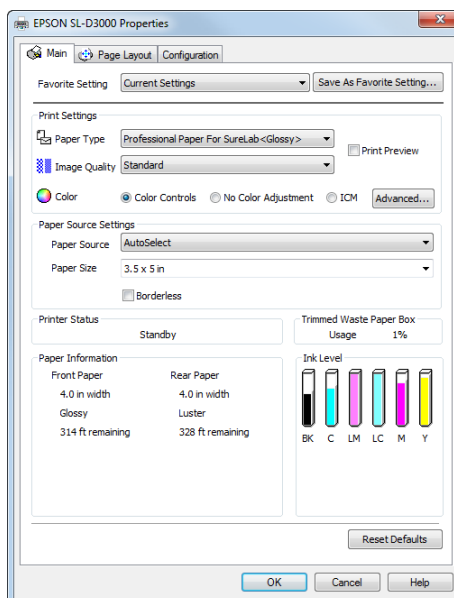 EPSON SL-D3000 Properties
Main Page Layout Configuration
Favorite Setting Current Settings Save As Favorite Setting...
Print Settings
Paper Type Professional Paper For SureLab<Glossy>
Print Preview
Image Quality Standard
Color Color Controls No Color Adjustment ICM Advanced...
Paper Source Settings
Paper Source AutoSelect
Paper Size 3.5 x 5 in
Borderless
Printer Status Trimmed Waste Paper Box
Standby Usage 1%
Paper Information Ink Level
Front Paper Rear Paper
4.0 in width 4.0 in width
Glossy Luster
314 ft remaining 328 ft remaining
BK C LM LC M Y
Reset Defaults
OK Cancel Help